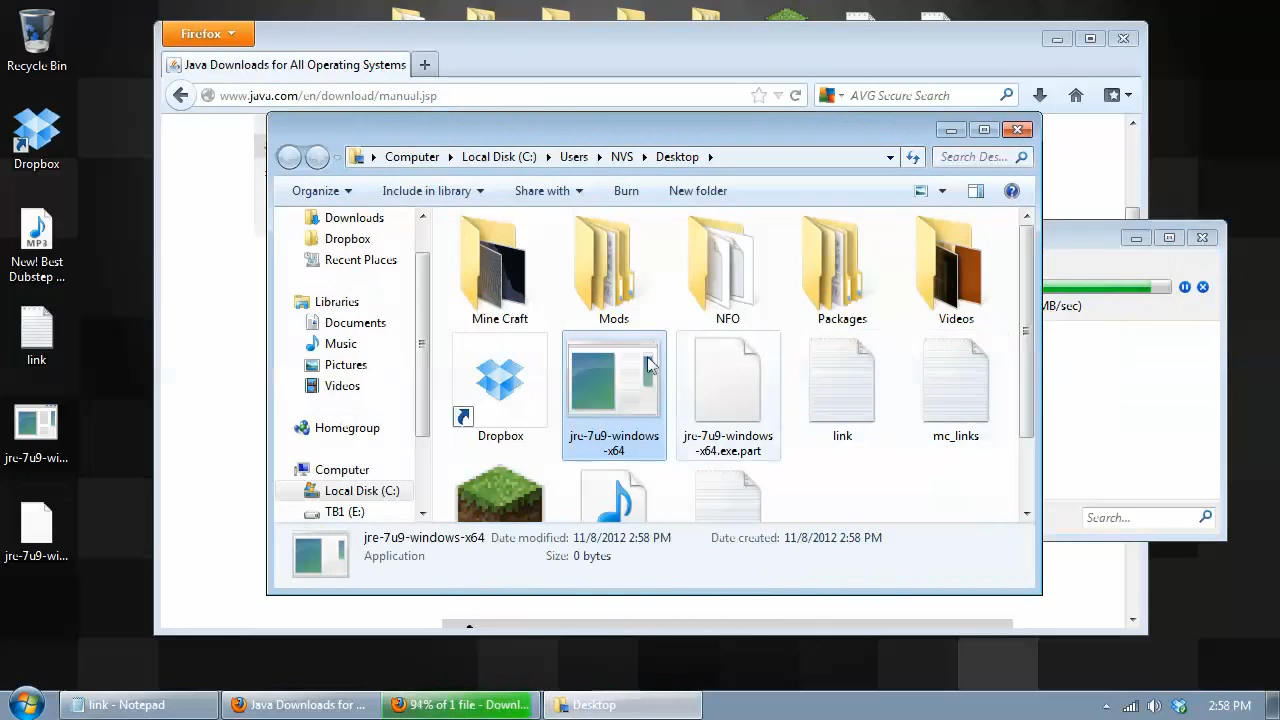 Recycle Bin
Dropbox
MP3
New! Best
Dubstep ...
link
jre-7u9-wi...
jre-7u9-wi...
Firefox
Java Downloads for All Operating Systems
www.java.com/en/download/manual.jsp
AVG Secure Search
Computer
Local Disk (C:)
Users
NVS
Desktop
Search Des...
Organize
Include in library
Share with
Burn
New folder
Downloads
Dropbox
Recent Places
Libraries
Documents
Music
Pictures
Videos
Homegroup
Computer
Local Disk (C:)
TB1 (E:)
Mine Craft
Mods
NFO
Packages
Videos
Dropbox
jre-7u9-windows
-x64
jre-7u9-windows
-x64.exe.part
link
mc_links
jre-7u9-windows-x64 Date modified: 11/8/2012 2:58 PM Date created: 11/8/2012 2:58 PM
Application Size: 0 bytes
MB/sec)
Search...
link - Notepad
Java Downloads for ...
94% of 1 file - Downl...
Desktop
2:58 PM